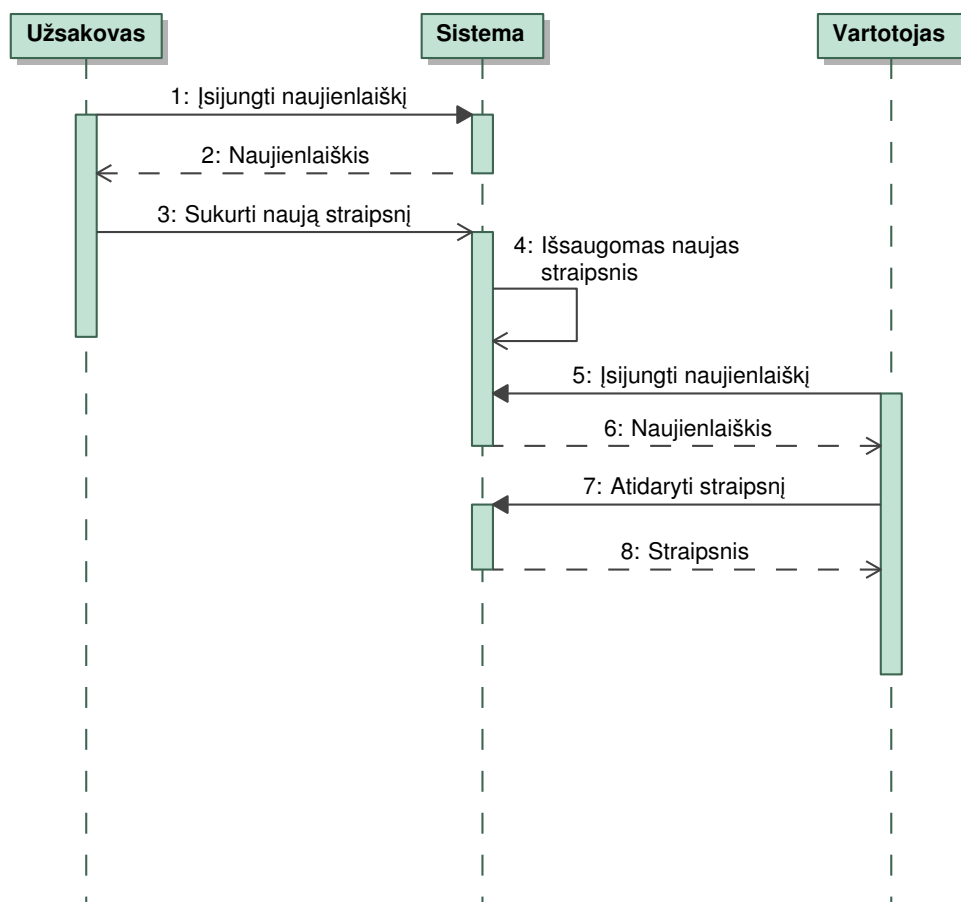 Užsakovas
Sistema
Vartotojas
1: Įsijungti naujienlaiškį
2: Naujienlaiškis
3: Sukurti naują straipsnį
4: Išsaugomas naujas
straipsnis
5: Įsijungti naujienlaiškį
6: Naujienlaiškis
7: Atidaryti straipsnį
8: Straipsnis